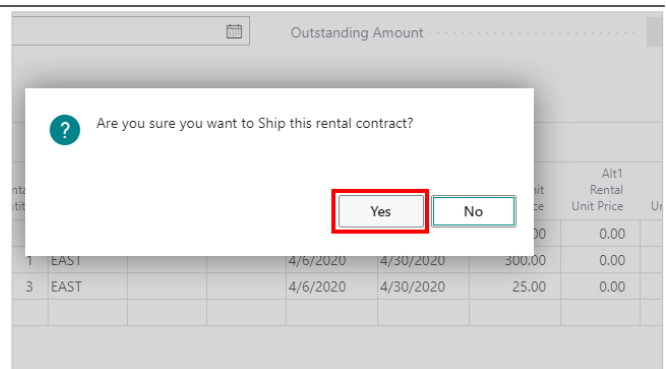 Outstanding Amount
Are you sure you want to Ship this rental contract?
Yes No
Alt1
Rental
Unit Price
00 0.00
1 EAST 4/6/2020 4/30/2020 300.00 0.00
3 EAST 4/6/2020 4/30/2020 25.00 0.00